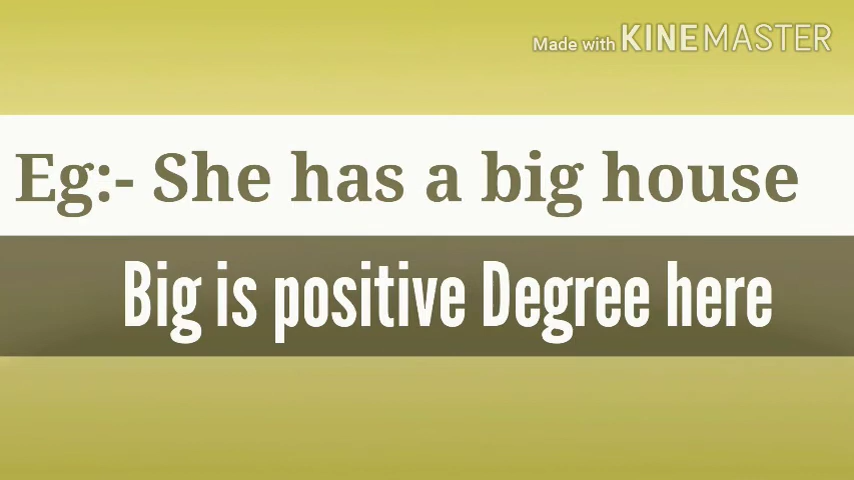 Made with KINEMASTER
Eg:- She has a big house
Big is positive Degree here